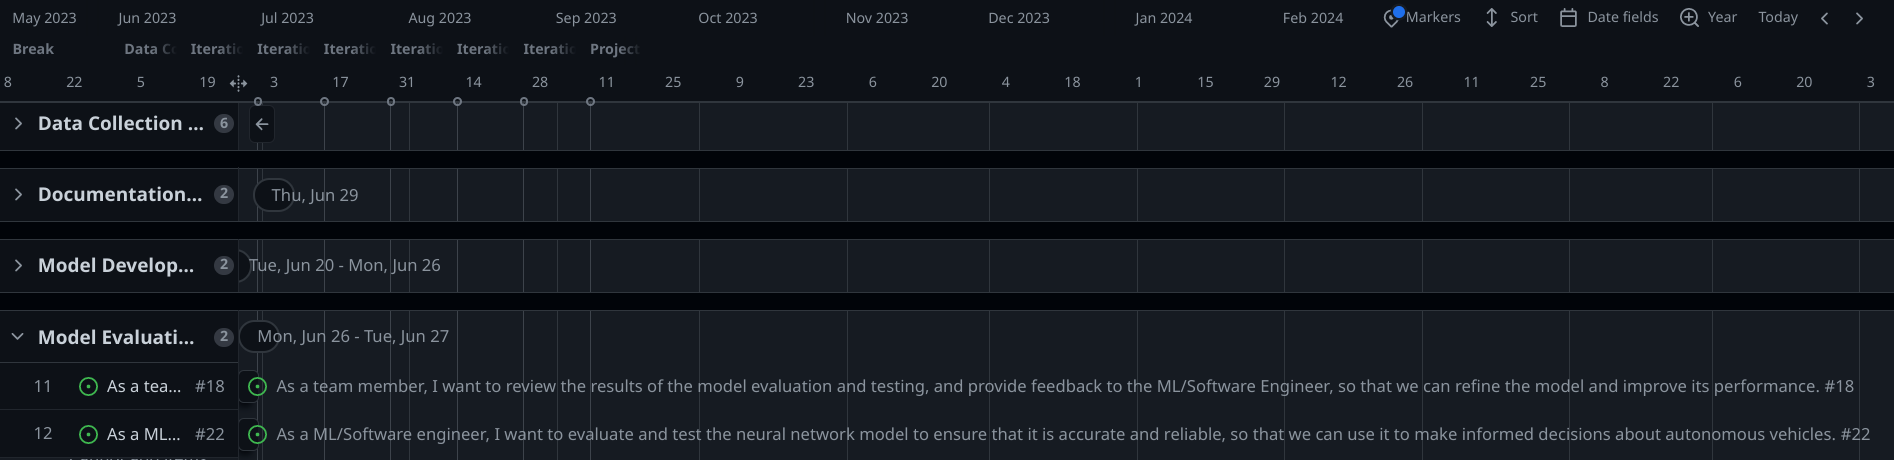 May 2023 Jun 2023 Jul 2023 Aug 2023 Sep 2023 Oct 2023 Nov 2023 Dec 2023 Jan 2024 Feb 2024 Markers Sort Date fields Year Today
Break Data C Iterati Iterati Iterati Iterati Iterati Iterati Project
8 22 5 19 3 17 31 14 28 11 25 9 23 6 20 4 18 1 15 29 12 26 11 25 8 22 6 20 3
Data Collection ... 6
Documentation... 2 Thu, Jun 29
Model Develop... 2 Tue, Jun 20 - Mon, Jun 26
Model Evaluati... 2 Mon, Jun 26 - Tue, Jun 27
11 As a tea... #18 As a team member, I want to review the results of the model evaluation and testing, and provide feedback to the ML/Software Engineer, so that we can refine the model and improve its performance. #18
12 As a ML... #22 As a ML/Software engineer, I want to evaluate and test the neural network model to ensure that it is accurate and reliable, so that we can use it to make informed decisions about autonomous vehicles. #22